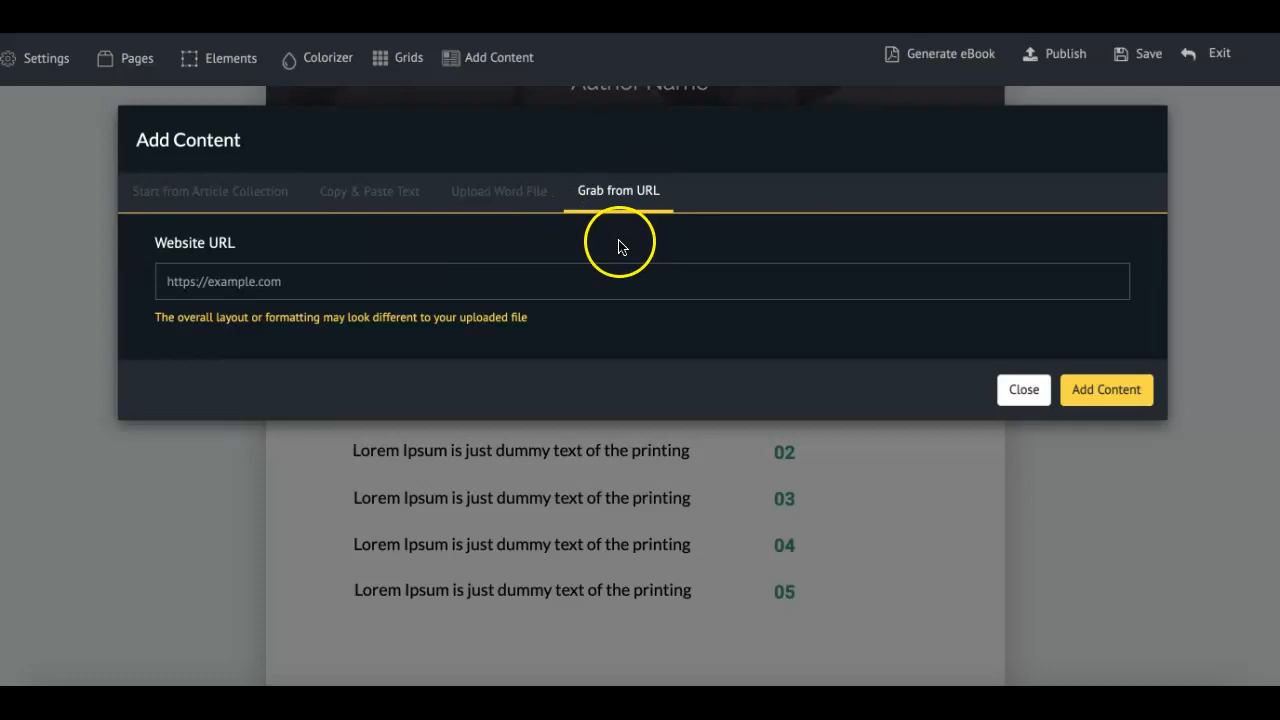 Settings Pages Elements Colorizer Grids Add Content Generate eBook Publish Save Exit
Author Name
Add Content
Start from Article Collection Copy & Paste Text Upload Word File Grab from URL
Website URL
https://example.com
The overall layout or formatting may look different to your uploaded file
Close Add Content
Lorem Ipsum is just dummy text of the printing 02
Lorem Ipsum is just dummy text of the printing 03
Lorem Ipsum is just dummy text of the printing 04
Lorem Ipsum is just dummy text of the printing 05